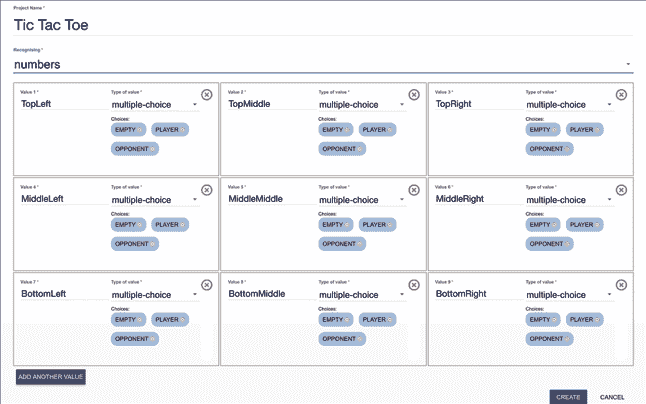 Project Name *
Tic Tac Toe
Recognising *
numbers
Value 1 * Type of value * Value 2 * Type of value * Value 3 * Type of value *
TopLeft multiple-choice TopMiddle multiple-choice TopRight multiple-choice
Choices: Choices: Choices:
EMPTY PLAYER EMPTY PLAYER EMPTY PLAYER
OPPONENT OPPONENT OPPONENT
Value 4 * Type of value * Value 5 * Type of value * Value 6 * Type of value *
MiddleLeft multiple-choice MiddleMiddle multiple-choice MiddleRight multiple-choice
Choices: Choices: Choices:
EMPTY PLAYER EMPTY PLAYER EMPTY PLAYER
OPPONENT OPPONENT OPPONENT
Value 7 * Type of value * Value 8 * Type of value * Value 9 * Type of value *
BottomLeft multiple-choice BottomMiddle multiple-choice BottomRight multiple-choice
Choices: Choices: Choices:
EMPTY PLAYER EMPTY PLAYER EMPTY PLAYER
OPPONENT OPPONENT OPPONENT
ADD ANOTHER VALUE
CREATE CANCEL